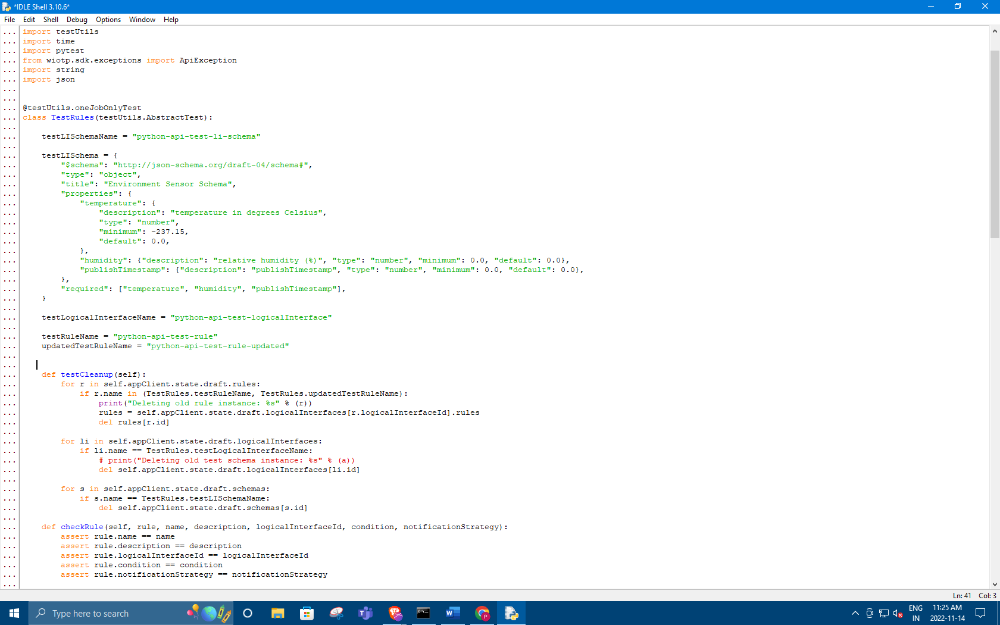 *IDLE Shell 3.10.6*
File Edit Shell Debug Options Window Help
... import testUtils
... import time
... import pytest
... from wiotp.sdk.exceptions import ApiException
... import string
... import json
...
...
... @testUtils.oneJobOnlyTest
... class TestRules(testUtils.AbstractTest):
...
...     testLISchemaName = "python-api-test-li-schema"
...
...     testLISchema = {
...         "$schema": "http://json-schema.org/draft-04/schema#",
...         "type": "object",
...         "title": "Environment Sensor Schema",
...         "properties": {
...             "temperature": {
...                 "description": "temperature in degrees Celsius",
...                 "type": "number",
...                 "minimum": -237.15,
...                 "default": 0.0,
...             },
...             "humidity": {"description": "relative humidity (%)", "type": "number", "minimum": 0.0, "default": 0.0},
...             "publishTimestamp": {"description": "publishTimestamp", "type": "number", "minimum": 0.0, "default": 0.0},
...         },
...         "required": ["temperature", "humidity", "publishTimestamp"],
...     }
...
...     testLogicalInterfaceName = "python-api-test-logicalInterface"
...
...     testRuleName = "python-api-test-rule"
...     updatedTestRuleName = "python-api-test-rule-updated"
...
...
...     def testCleanup(self):
...         for r in self.appClient.state.draft.rules:
...             if r.name in (TestRules.testRuleName, TestRules.updatedTestRuleName):
...                 print("Deleting old rule instance: %s" % (r))
...                 rules = self.appClient.state.draft.logicalInterfaces[r.logicalInterfaceId].rules
...                 del rules[r.id]
...
...         for li in self.appClient.state.draft.logicalInterfaces:
...             if li.name == TestRules.testLogicalInterfaceName:
...                 # print("Deleting old test schema instance: %s" % (a))
...                 del self.appClient.state.draft.logicalInterfaces[li.id]
...
...         for s in self.appClient.state.draft.schemas:
...             if s.name == TestRules.testLISchemaName:
...                 del self.appClient.state.draft.schemas[s.id]
...
...     def checkRule(self, rule, name, description, logicalInterfaceId, condition, notificationStrategy):
...         assert rule.name == name
...         assert rule.description == description
...         assert rule.logicalInterfaceId == logicalInterfaceId
...         assert rule.condition == condition
...         assert rule.notificationStrategy == notificationStrategy
...
Ln: 41 Col: 3
Type here to search
ENG
IN
11:25 AM
2022-11-14